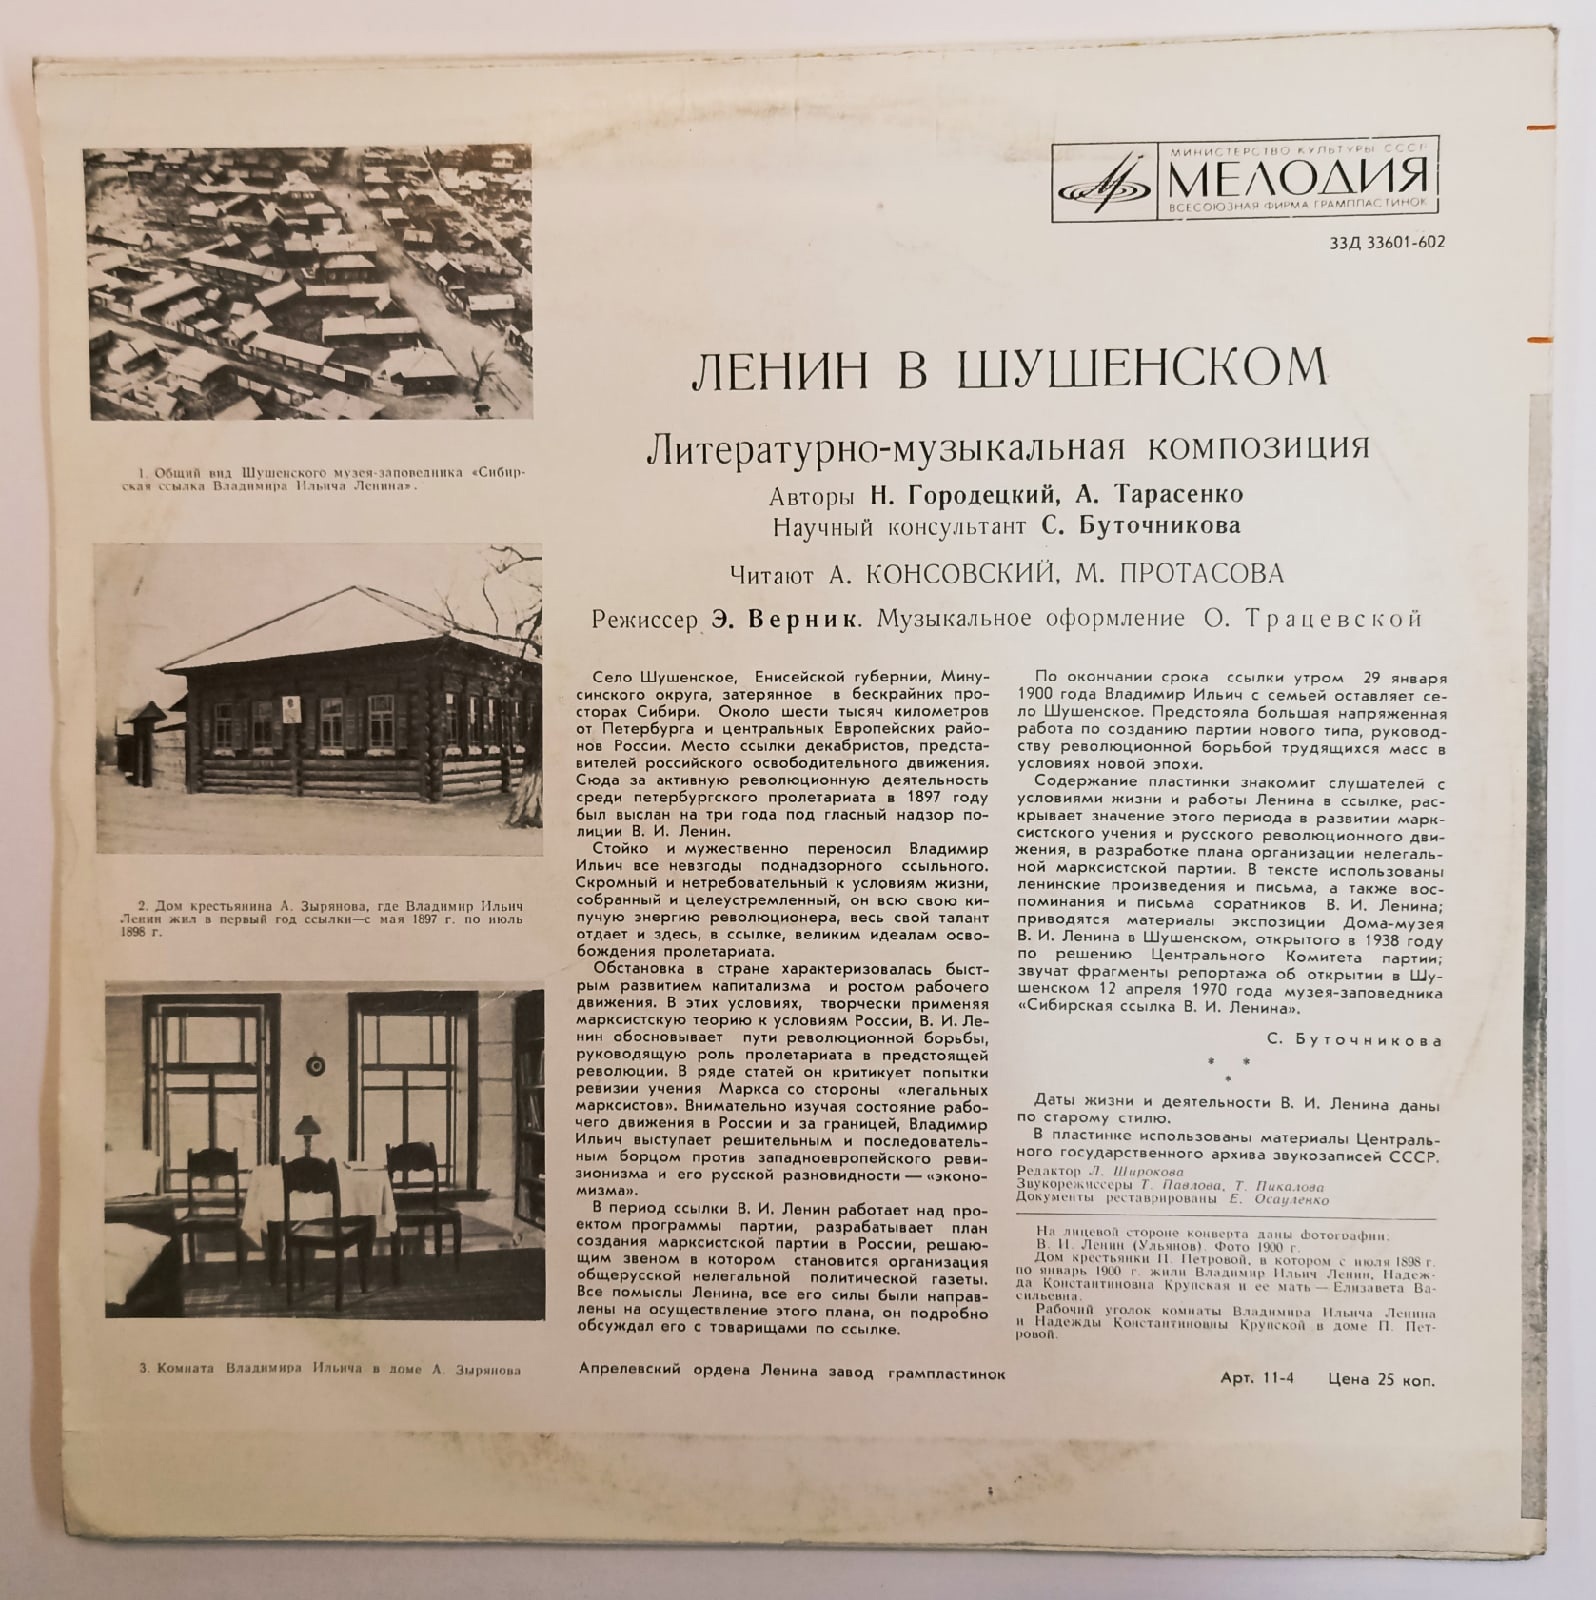 МИНИСТЕРСТВО КУЛЬТУРЫ СССР
МЕЛОДИЯ
ВСЕСОЮЗНАЯ ФИРМА ГРАМПЛАСТИНОК
33Д 33601-602
ЛЕНИН В ШУШЕНСКОМ
Литературно-музыкальная композиция
Авторы Н. Городецкий, А. Тарасенко
Научный консультант С. Буточникова
Читают А. КОНСОВСКИЙ, М. ПРОТАСОВА
Режиссер Э. Верник. Музыкальное оформление О. Трацевской
1. Общий вид Шушенского музея-заповедника «Сибир-
ская ссылка Владимира Ильича Ленина».
2. Дом крестьянина А. Зырянова, где Владимир Ильич
Ленин жил в первый год ссылки—с мая 1897 г. по июль
1898 г.
3. Комната Владимира Ильича в доме А. Зырянова
Село Шушенское, Енисейской губернии, Мину-
синского округа, затерянное в бескрайних про-
сторах Сибири. Около шести тысяч километров
от Петербурга и центральных Европейских райо-
нов России. Место ссылки декабристов, предста-
вителей российского освободительного движения.
Сюда за активную революционную деятельность
среди петербургского пролетариата в 1897 году
был выслан на три года под гласный надзор по-
лиции В. И. Ленин.
Стойко и мужественно переносил Владимир
Ильич все невзгоды поднадзорного ссыльного.
Скромный и нетребовательный к условиям жизни,
собранный и целеустремленный, он всю свою ки-
пучую энергию революционера, весь свой талант
отдает и здесь, в ссылке, великим идеалам осво-
бождения пролетариата.
Обстановка в стране характеризовалась быст-
рым развитием капитализма и ростом рабочего
движения. В этих условиях, творчески применяя
марксистскую теорию к условиям России, В. И. Ле-
нин обосновывает пути революционной борьбы,
руководящую роль пролетариата в предстоящей
революции. В ряде статей он критикует попытки
ревизии учения Маркса со стороны «легальных
марксистов». Внимательно изучая состояние рабо-
чего движения в России и за границей, Владимир
Ильич выступает решительным и последователь-
ным борцом против западноевропейского реви-
зионизма и его русской разновидности — «эконо-
мизма».
В период ссылки В. И. Ленин работает над про-
ектом программы партии, разрабатывает план
создания марксистской партии в России, решаю-
щим звеном в котором становится организация
общерусской нелегальной политической газеты.
Все помыслы Ленина, все его силы были направ-
лены на осуществление этого плана, он подробно
обсуждал его с товарищами по ссылке.
По окончании срока ссылки утром 29 января
1900 года Владимир Ильич с семьей оставляет се-
ло Шушенское. Предстояла большая напряженная
работа по созданию партии нового типа, руковод-
ству революционной борьбой трудящихся масс в
условиях новой эпохи.
Содержание пластинки знакомит слушателей с
условиями жизни и работы Ленина в ссылке, рас-
крывает значение этого периода в развитии марк-
систского учения и русского революционного дви-
жения, в разработке плана организации нелегаль-
ной марксистской партии. В тексте использованы
ленинские произведения и письма, а также вос-
поминания и письма соратников В. И. Ленина;
приводятся материалы экспозиции Дома-музея
В. И. Ленина в Шушенском, открытого в 1938 году
по решению Центрального Комитета партии;
звучат фрагменты репортажа об открытии в Шу-
шенском 12 апреля 1970 года музея-заповедника
«Сибирская ссылка В. И. Ленина».
С. Буточникова
* *
*
Даты жизни и деятельности В. И. Ленина даны
по старому стилю.
В пластинке использованы материалы Централь-
ного государственного архива звукозаписей СССР.
Редактор Л. Широкова
Звукорежиссеры Т. Павлова, Т. Пикалова
Документы реставрированы Е. Осауленко
На лицевой стороне конверта даны фотографии:
В. И. Ленин (Ульянов). Фото 1900 г.
Дом крестьянки П. Петровой, в котором с июля 1898 г.
по январь 1900 г. жили Владимир Ильич Ленин, Надеж-
да Константиновна Крупская и ее мать — Елизавета Ва-
сильевна.
Рабочий уголок комнаты Владимира Ильича Ленина
и Надежды Константиновны Крупской в доме П. Пет-
ровой.
Апрелевский ордена Ленина завод грампластинок
Арт. 11-4 Цена 25 коп.